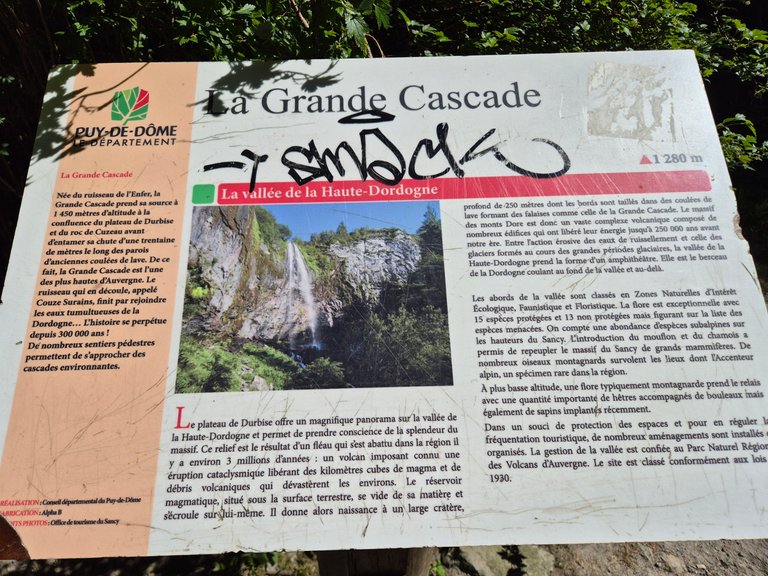 PUY-DE-DÔME
LE DÉPARTEMENT
La Grande Cascade
1 280 m
La vallée de la Haute-Dordogne
La Grande Cascade
Née du ruisseau de l'Enfer, la
Grande Cascade prend sa source à
1 450 mètres d'altitude à la
confluence du plateau de Durbise
et du roc de Cuzeau avant
d'entamer sa chute d'une trentaine
de mètres le long des parois
d'anciennes coulées de lave. De ce
fait, la Grande Cascade est l'une
des plus hautes d'Auvergne. Le
ruisseau qui en découle, appelé
Couze Surains, finit par rejoindre
les eaux tumultueuses de la
Dordogne... L'histoire se perpétue
depuis 300 000 ans !
De nombreux sentiers pédestres
permettent de s'approcher des
cascades environnantes.
RÉALISATION : Conseil départemental du Puy-de-Dôme
FABRICATION : Alpha B
CRÉDITS PHOTOS : Office de tourisme du Sancy
Le plateau de Durbise offre un magnifique panorama sur la vallée de
la Haute-Dordogne et permet de prendre conscience de la splendeur du
massif. Ce relief est le résultat d'un fléau qui s'est abattu dans la région il
y a environ 3 millions d'années : un volcan imposant connu une
éruption cataclysmique libérant des kilomètres cubes de magma et de
débris volcaniques qui dévastèrent les environs. Le réservoir
magmatique, situé sous la surface terrestre, se vide de sa matière et
s'écroule sur lui-même. Il donne alors naissance à un large cratère,
profond de 250 mètres dont les bords sont taillés dans des coulées de
lave formant des falaises comme celle de la Grande Cascade. Le massif
des monts Dore est donc un vaste complexe volcanique composé de
nombreux édifices qui ont libéré leur énergie jusqu'à 250 000 ans avant
notre ère. Entre l'action érosive des eaux de ruissellement et celle des
glaciers formés au cours des grandes périodes glaciaires, la vallée de la
Haute-Dordogne prend la forme d'un amphithéâtre. Elle est le berceau
de la Dordogne coulant au fond de la vallée et au-delà.
Les abords de la vallée sont classés en Zones Naturelles d'Intérêt
Écologique, Faunistique et Floristique. La flore est exceptionnelle avec
15 espèces protégées et 13 non protégées mais figurant sur la liste des
espèces menacées. On compte une abondance d'espèces subalpines sur
les hauteurs du Sancy. L'introduction du mouflon et du chamois a
permis de repeupler le massif du Sancy de grands mammifères. De
nombreux oiseaux montagnards survolent les lieux dont l'Accenteur
alpin, un spécimen rare dans la région.
À plus basse altitude, une flore typiquement montagnarde prend le relais
avec une quantité importante de hêtres accompagnés de bouleaux mais
également de sapins implantés récemment.
Dans un souci de protection des espaces et pour en réguler la
fréquentation touristique, de nombreux aménagements sont installés
organisés. La gestion de la vallée est confiée au Parc Naturel Région
des Volcans d'Auvergne. Le site est classé conformément aux lois
1930.